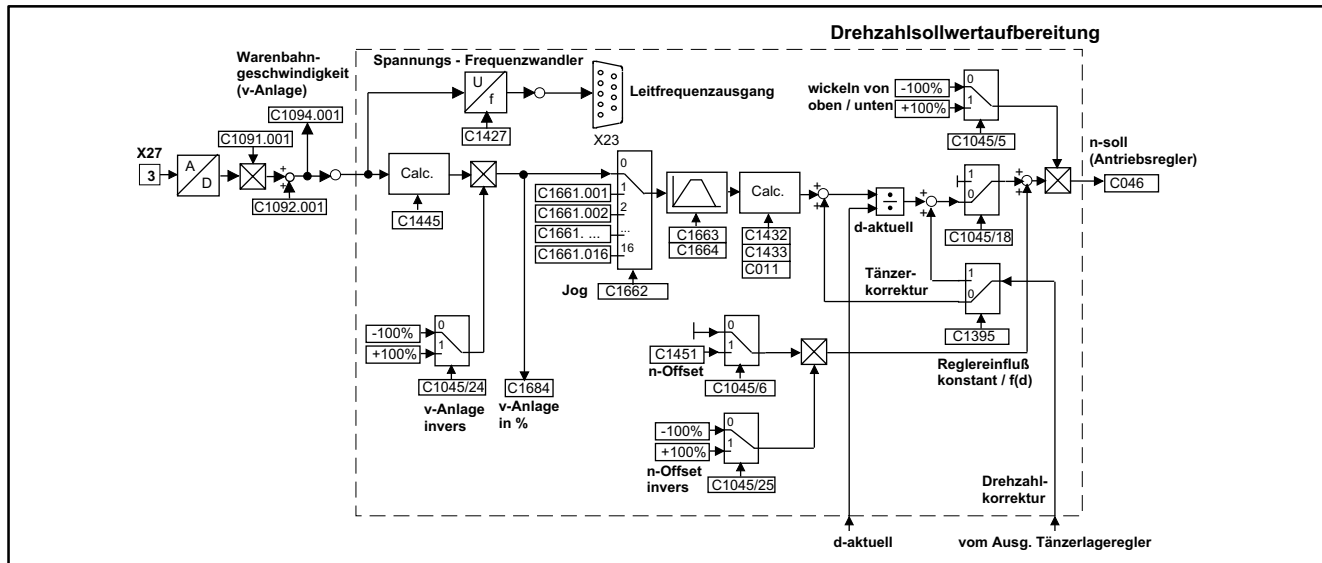 Drehzahlsollwertaufbereitung
Warenbahn-
geschwindigkeit
(v-Anlage)
C1094.001
C1091.001
X27
3
A
D
+
+
C1092.001
Spannungs - Frequenzwandler
U
f
C1427
X23
Leitfrequenzausgang
Calc.
C1445
-100%
+100%
0
1
C1045/24
v-Anlage
invers
C1684
v-Anlage
in %
0
C1661.001
1
C1661.002
2
C1661. ...
...
C1661.016
16
Jog
C1662
C1663
C1664
Calc.
C1432
C1433
C011
+
+
d-aktuell
÷
+
+
1
0
C1045/18
+
+
wickeln von
oben / unten
-100%
+100%
0
1
C1045/5
n-soll
(Antriebsregler)
C046
Tänzer-
korrektur
1
0
C1395
Reglereinfluß
konstant / f(d)
0
C1451
1
n-Offset
C1045/6
-100%
+100%
0
1
n-Offset
invers
C1045/25
Drehzahl-
korrektur
d-aktuell
vom Ausg. Tänzerlageregler